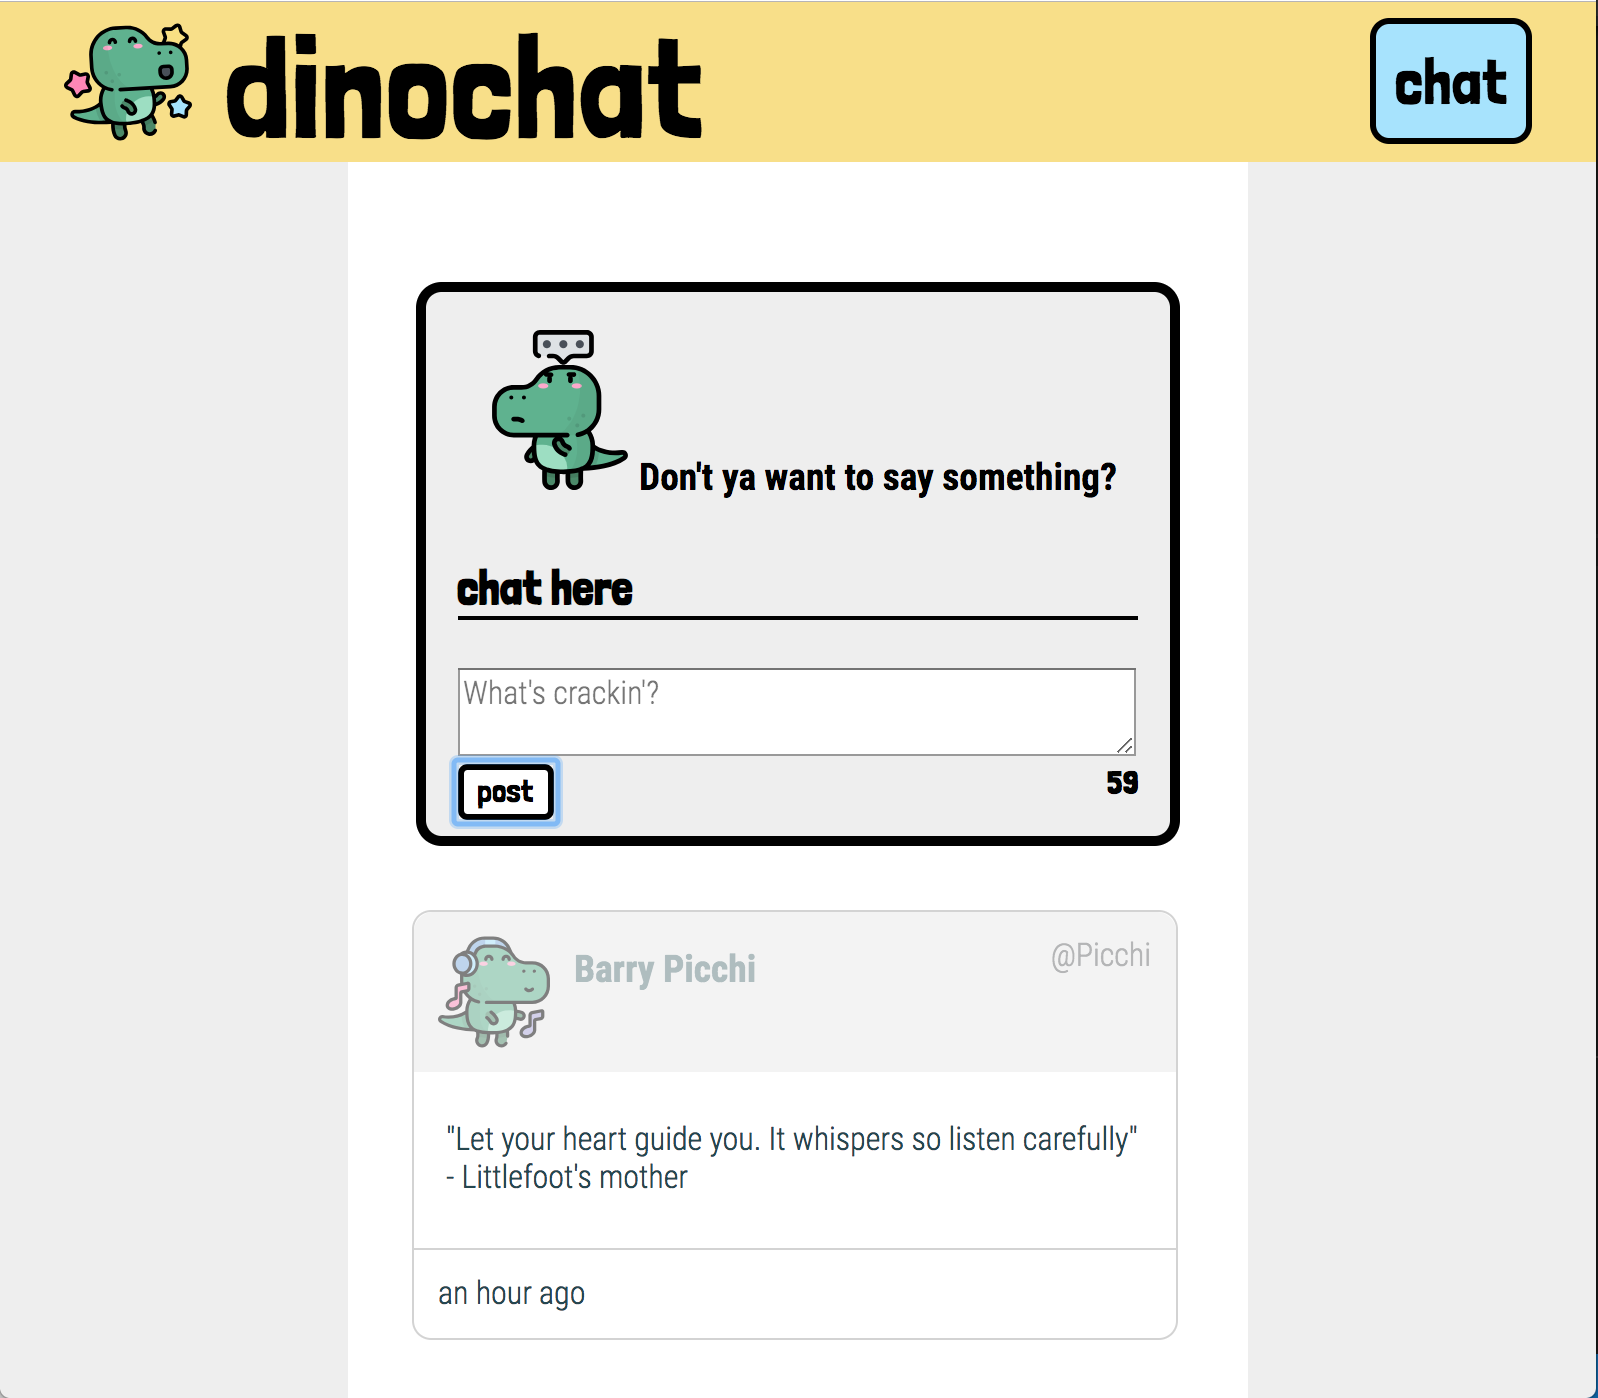 dinochat
chat
Don't ya want to say something?
chat here
What's crackin'?
post
59
Barry Picchi
@Picchi
"Let your heart guide you. It whispers so listen carefully"
- Littlefoot's mother
an hour ago